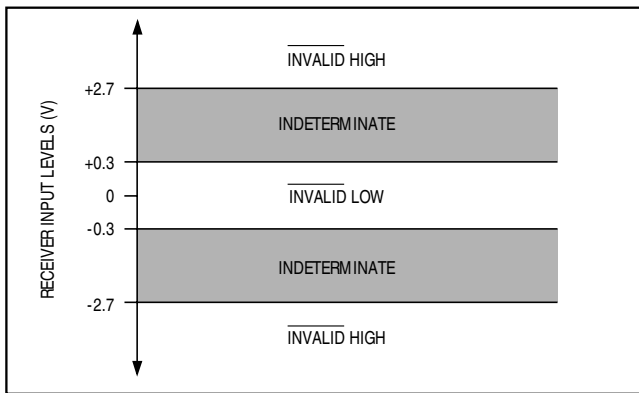 INVALID HIGH
+2.7
INDETERMINATE
+0.3
0
INVALID LOW
-0.3
INDETERMINATE
-2.7
INVALID HIGH
RECEIVER INPUT LEVELS (V)